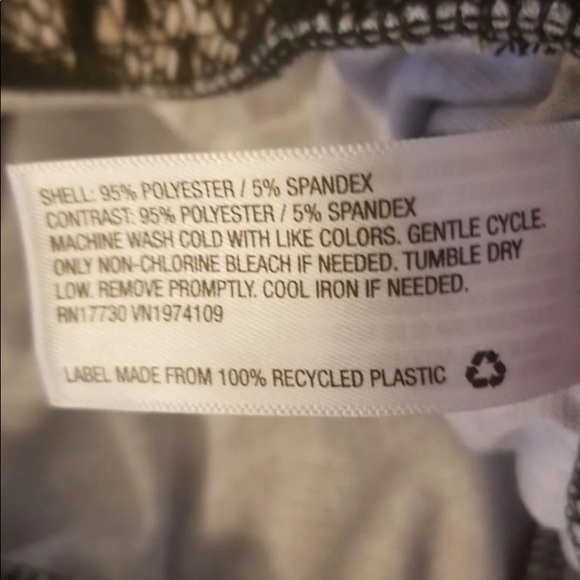 SHELL: 95% POLYESTER / 5% SPANDEX
CONTRAST: 95% POLYESTER / 5% SPANDEX
MACHINE WASH COLD WITH LIKE COLORS. GENTLE CYCLE.
ONLY NON-CHLORINE BLEACH IF NEEDED. TUMBLE DRY
LOW. REMOVE PROMPTLY. COOL IRON IF NEEDED.
RN17730 VN1974109
LABEL MADE FROM 100% RECYCLED PLASTIC